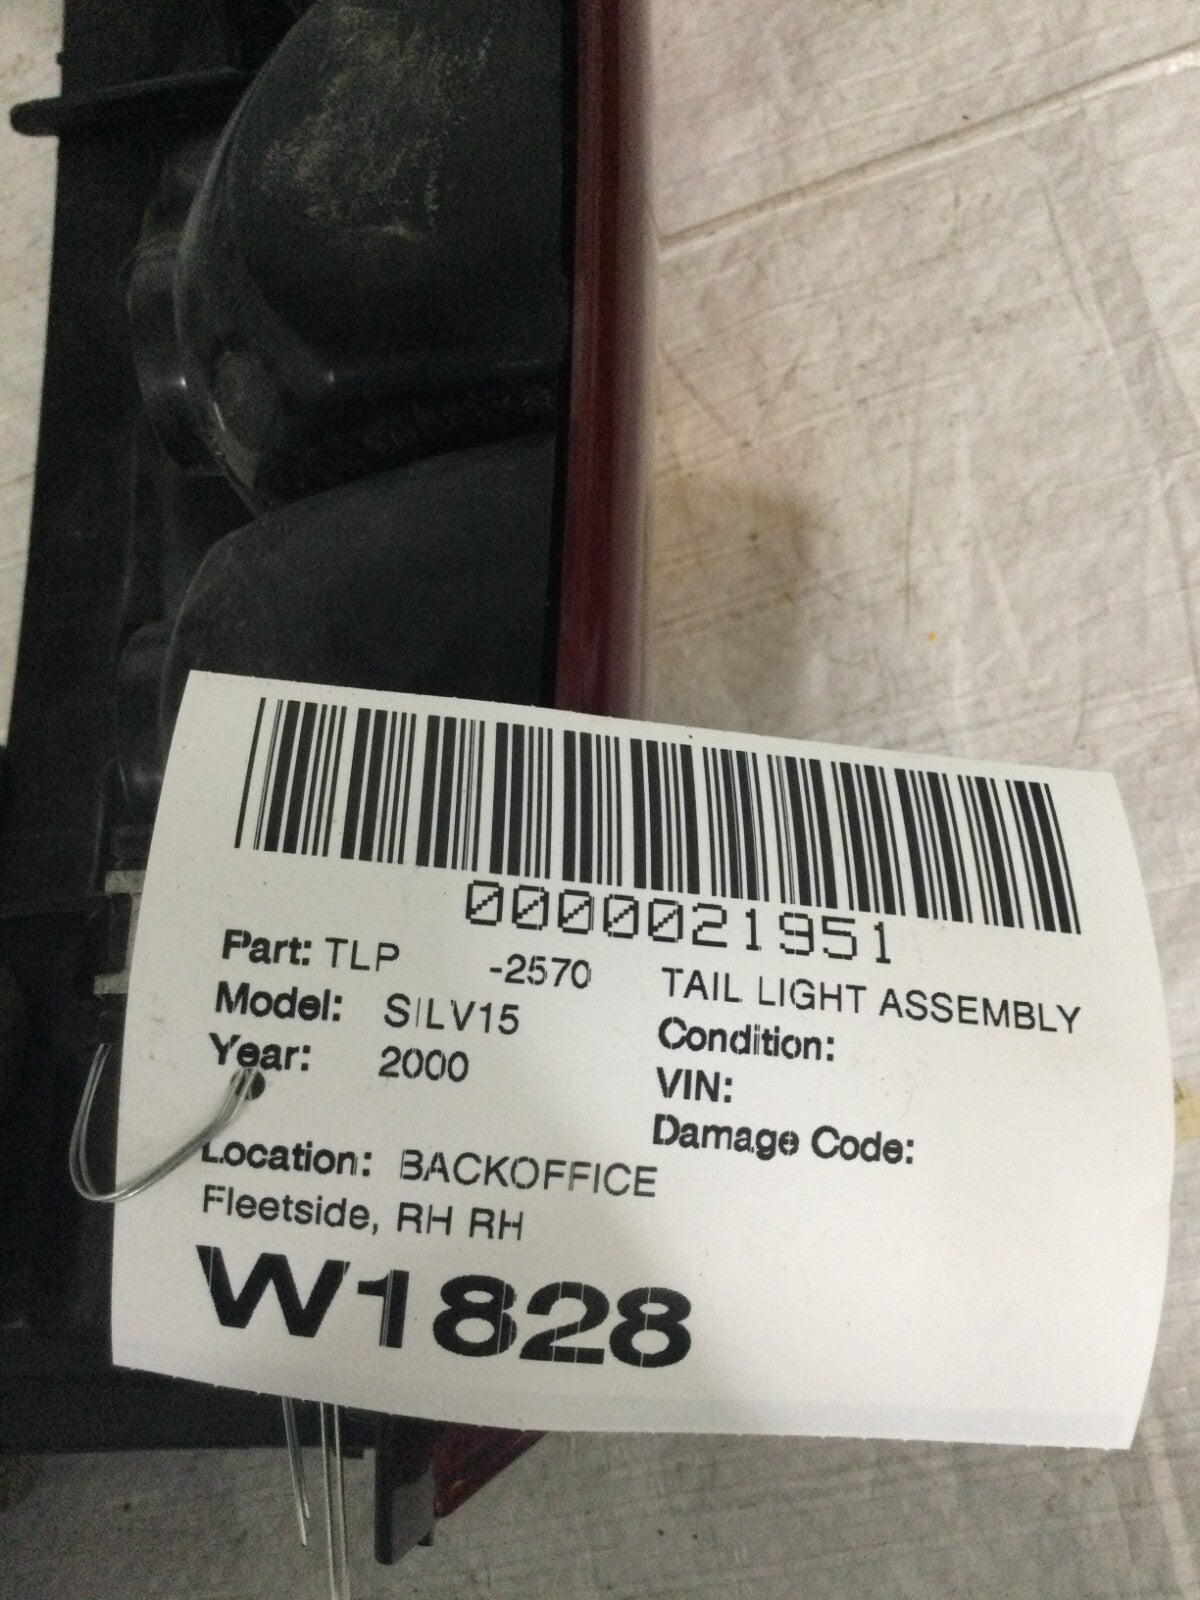 0000021951
Part: TLP -2570 TAIL LIGHT ASSEMBLY
Model: SILV15 Condition:
Year: 2000 VIN:
Damage Code:
Location: BACKOFFICE
Fleetside, RH RH
W1828